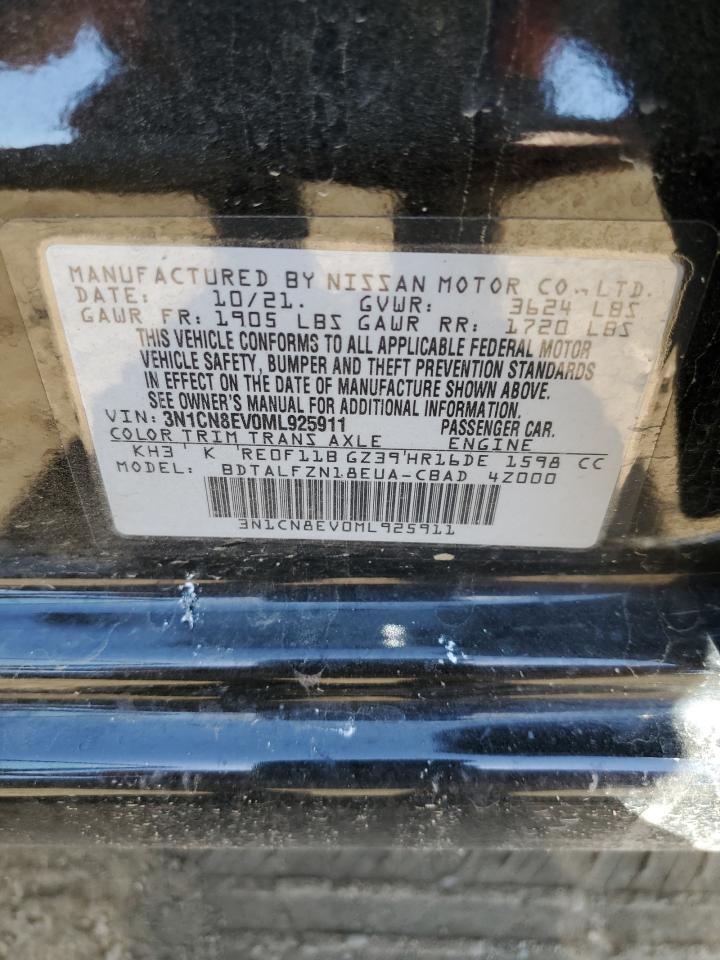 MANUFACTURED BY NISSAN MOTOR CO., LTD.
DATE: 10/21. GVWR: 3624 LBS
GAWR FR: 1905 LBS GAWR RR: 1720 LBS
THIS VEHICLE CONFORMS TO ALL APPLICABLE FEDERAL MOTOR
VEHICLE SAFETY, BUMPER AND THEFT PREVENTION STANDARDS
IN EFFECT ON THE DATE OF MANUFACTURE SHOWN ABOVE.
SEE OWNER'S MANUAL FOR ADDITIONAL INFORMATION.
VIN: 3N1CN8EV0ML925911 PASSENGER CAR.
COLOR TRIM TRANS AXLE ENGINE
KH3' K 'RE0F11B GZ39'HR16DE 1598 CC
MODEL: BDTALFZN18EUA-CBAD 4Z000
3N1CN8EV0ML925911